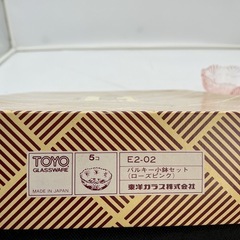 TOYO
GLASSWARE
MADE IN JAPAN
5コ
E2-02
バルキー小鉢セット
(ローズピンク)
東洋ガラス株式会社